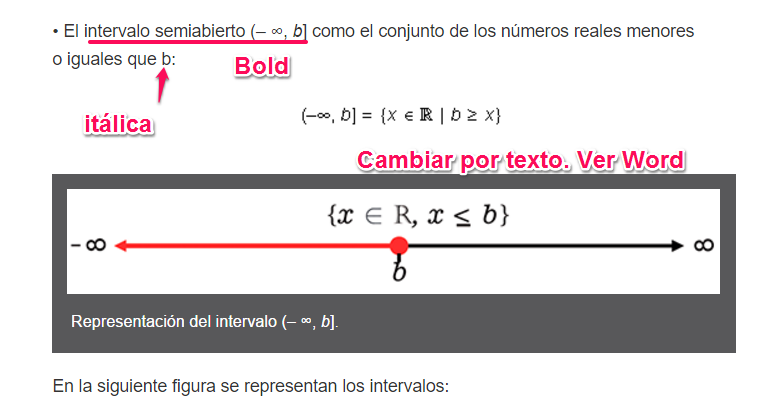 • El intervalo semiabierto (– ∞, b] como el conjunto de los números reales menores
o iguales que b:
Bold
itálica
(–∞, b] = {x ∈ ℝ | b ≥ x}
Cambiar por texto. Ver Word
{x ∈ R, x ≤ b}
- ∞ ∞
b
Representación del intervalo (– ∞, b].
En la siguiente figura se representan los intervalos: